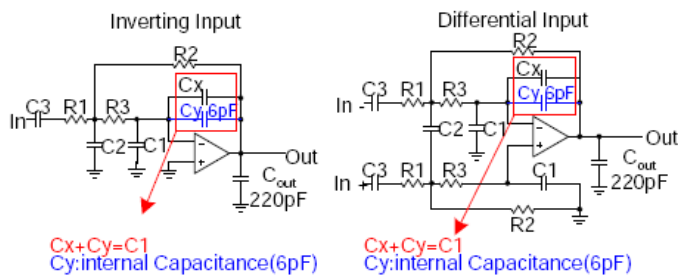 Inverting Input
Differential Input
R2
Cx
Cy 6pF
C3 R1 R3
In
C2 C1
Out
Cout
220pF
Cx+Cy=C1
Cy:internal Capacitance(6pF)
R2
Cx
Cy 6pF
In - C3 R1 R3
C2 C1
Out
In + C3 R1 R3 C1
Cout
220pF
R2
Cx+Cy=C1
Cy:internal Capacitance(6pF)